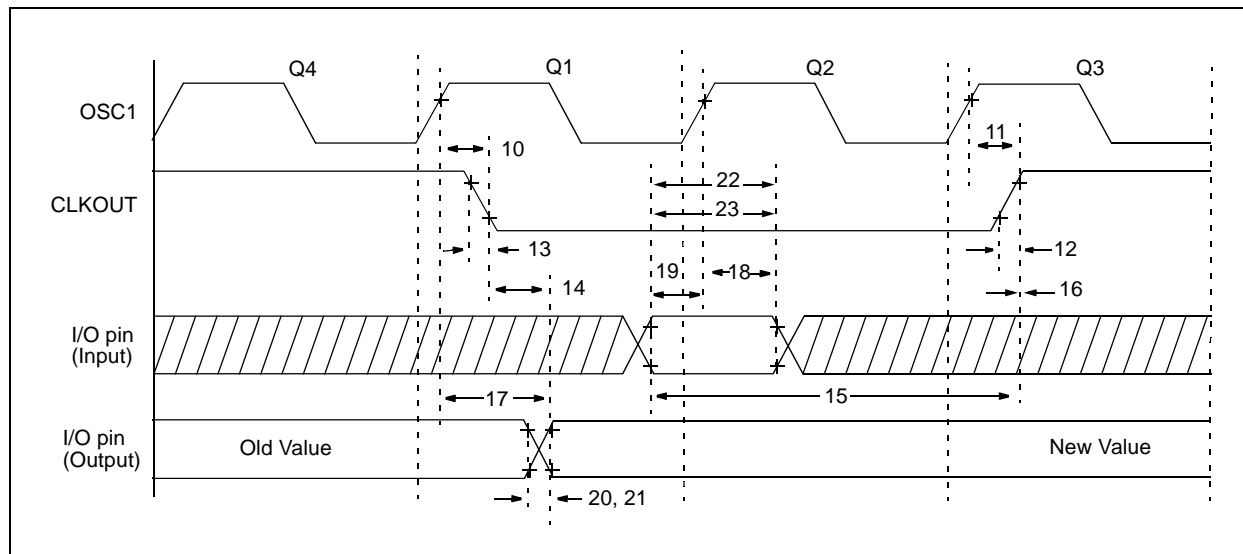 Q4
Q1
Q2
Q3
OSC1
10
11
22
CLKOUT
23
13
12
19
18
14
16
I/O pin
(Input)
17
15
I/O pin
(Output)
Old Value
New Value
20, 21